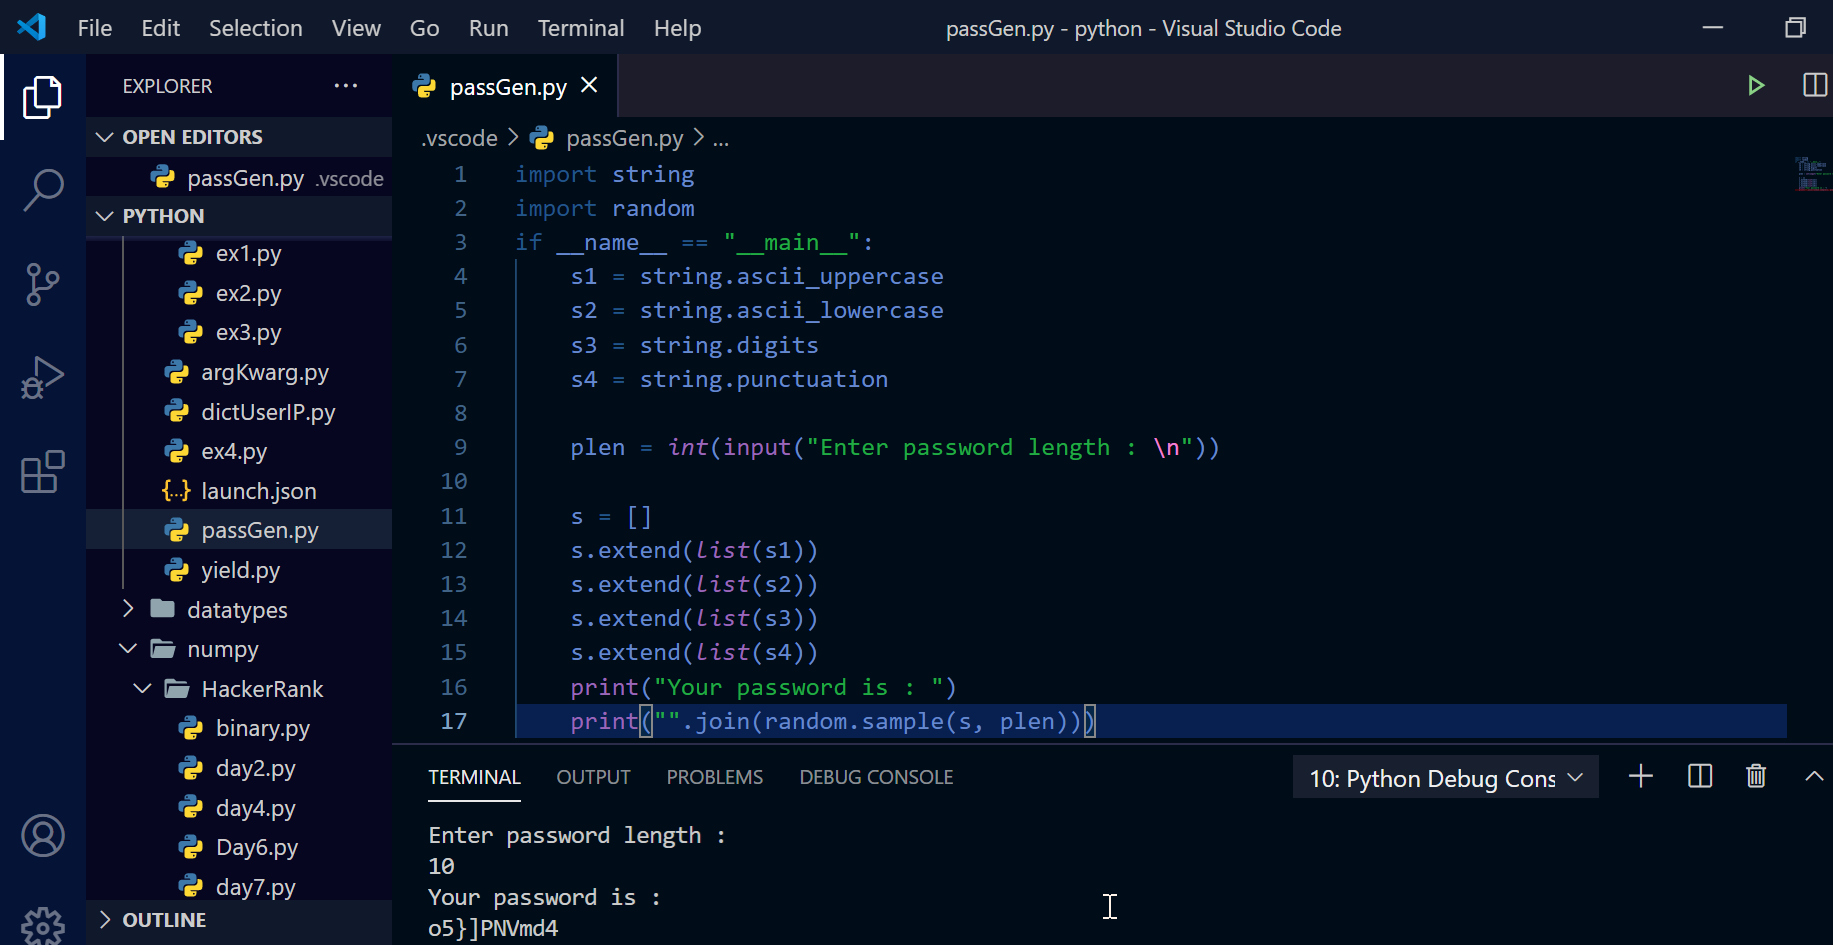 File Edit Selection View Go Run Terminal Help passGen.py - python - Visual Studio Code
EXPLORER ...
OPEN EDITORS
passGen.py .vscode
PYTHON
ex1.py
ex2.py
ex3.py
argKwarg.py
dictUserIP.py
ex4.py
{...} launch.json
passGen.py
yield.py
datatypes
numpy
HackerRank
binary.py
day2.py
day4.py
Day6.py
day7.py
OUTLINE
passGen.py
.vscode > passGen.py > ...
1 import string
2 import random
3 if __name__ == "__main__":
4 s1 = string.ascii_uppercase
5 s2 = string.ascii_lowercase
6 s3 = string.digits
7 s4 = string.punctuation
8
9 plen = int(input("Enter password length : \n"))
10
11 s = []
12 s.extend(list(s1))
13 s.extend(list(s2))
14 s.extend(list(s3))
15 s.extend(list(s4))
16 print("Your password is : ")
17 print("".join(random.sample(s, plen)))
TERMINAL OUTPUT PROBLEMS DEBUG CONSOLE 10: Python Debug Cons
Enter password length :
10
Your password is :
o5}]PNVmd4